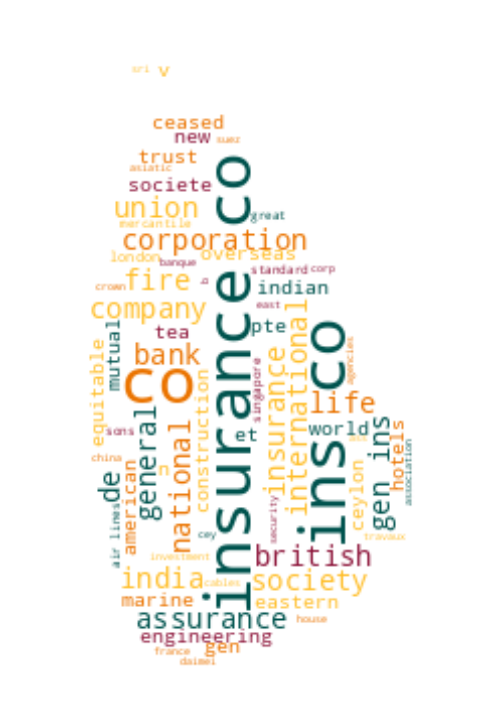 sri v
ceased
new suez
trust
asiatic
societe
union great
mercantile
corporation
london overseas
banque standard corp
fire
crown indian
company east
tea pte
mutual
bank
equitable
co
insurance co
ins co
agencies
singapore
insurance
international
life
construction
general
national
sons et world
hotels
gen ins
association
china
de
american
ceylon
air lines
cey security
travaux
investment british
india cables society
marine eastern
assurance house
engineering
france gen
daimei